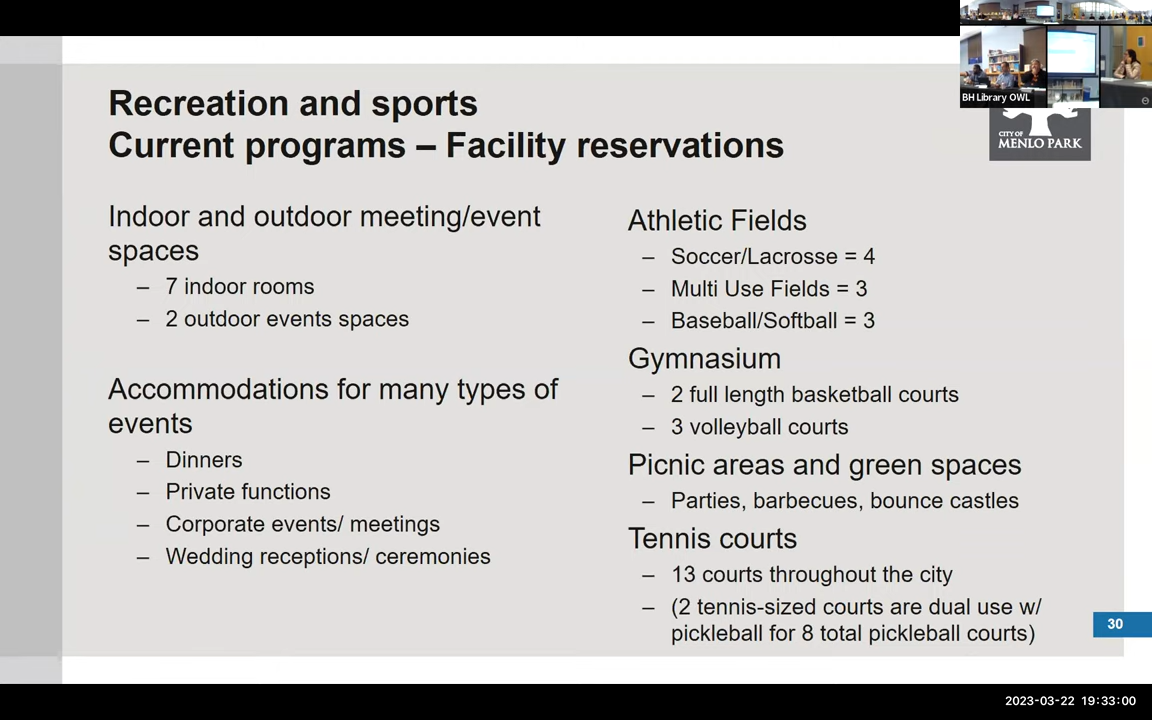 BH Library OWL
CITY OF
MENLO PARK
Recreation and sports
Current programs – Facility reservations
Indoor and outdoor meeting/event
spaces
– 7 indoor rooms
– 2 outdoor events spaces
Accommodations for many types of
events
– Dinners
– Private functions
– Corporate events/ meetings
– Wedding receptions/ ceremonies
Athletic Fields
– Soccer/Lacrosse = 4
– Multi Use Fields = 3
– Baseball/Softball = 3
Gymnasium
– 2 full length basketball courts
– 3 volleyball courts
Picnic areas and green spaces
– Parties, barbecues, bounce castles
Tennis courts
– 13 courts throughout the city
– (2 tennis-sized courts are dual use w/
pickleball for 8 total pickleball courts)
30
2023-03-22 19:33:00